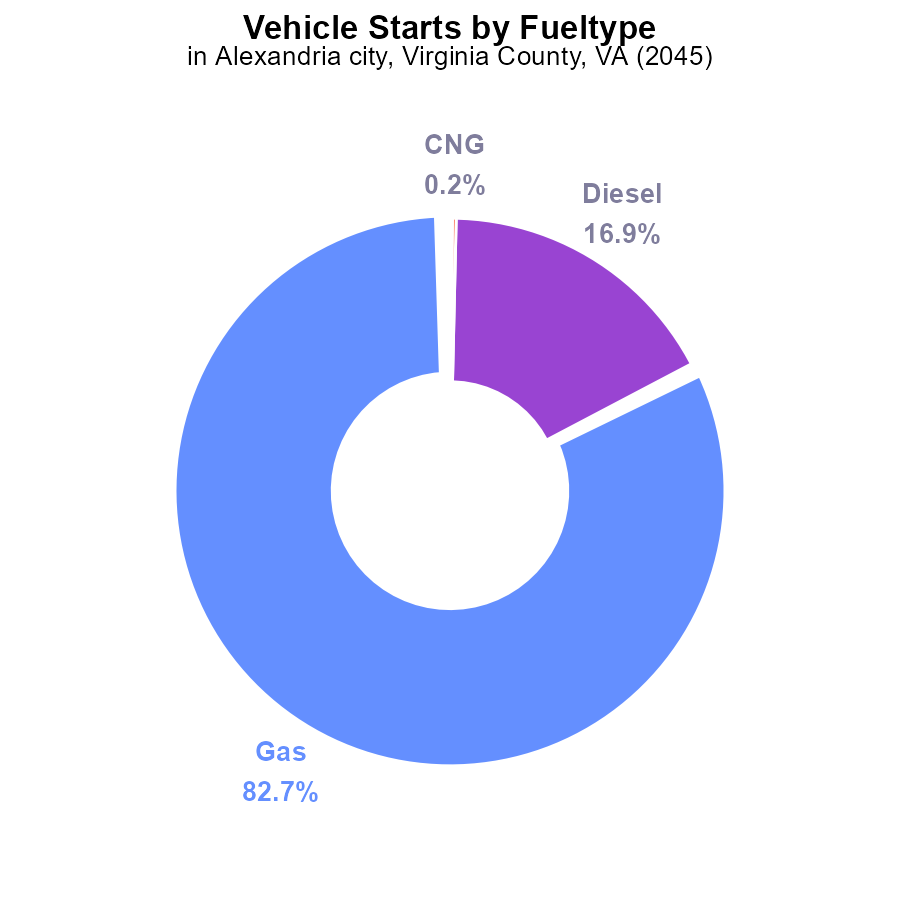 Vehicle Starts by Fueltype
in Alexandria city, Virginia County, VA (2045)
CNG
0.2%
Diesel
16.9%
Gas
82.7%